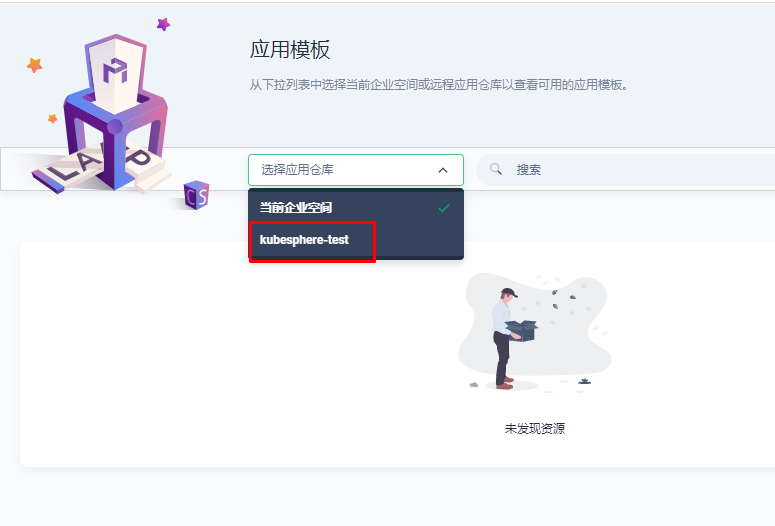 应用模板
从下拉列表中选择当前企业空间或远程应用仓库以查看可用的应用模板。
选择应用仓库
搜索
当前企业空间
kubesphere-test
CS
未发现资源